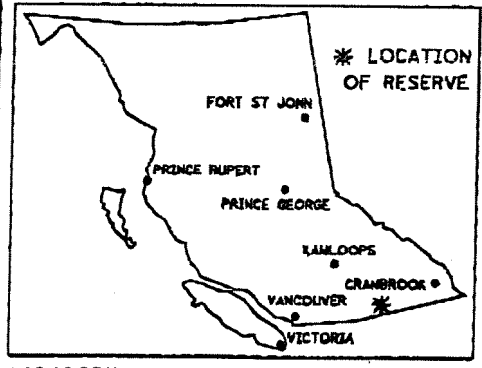 ✳ LOCATION
OF RESERVE
FORT ST JOHN
PRINCE RUPERT
PRINCE GEORGE
KAMLOOPS
CRANBROOK
VANCOUVER
VICTORIA